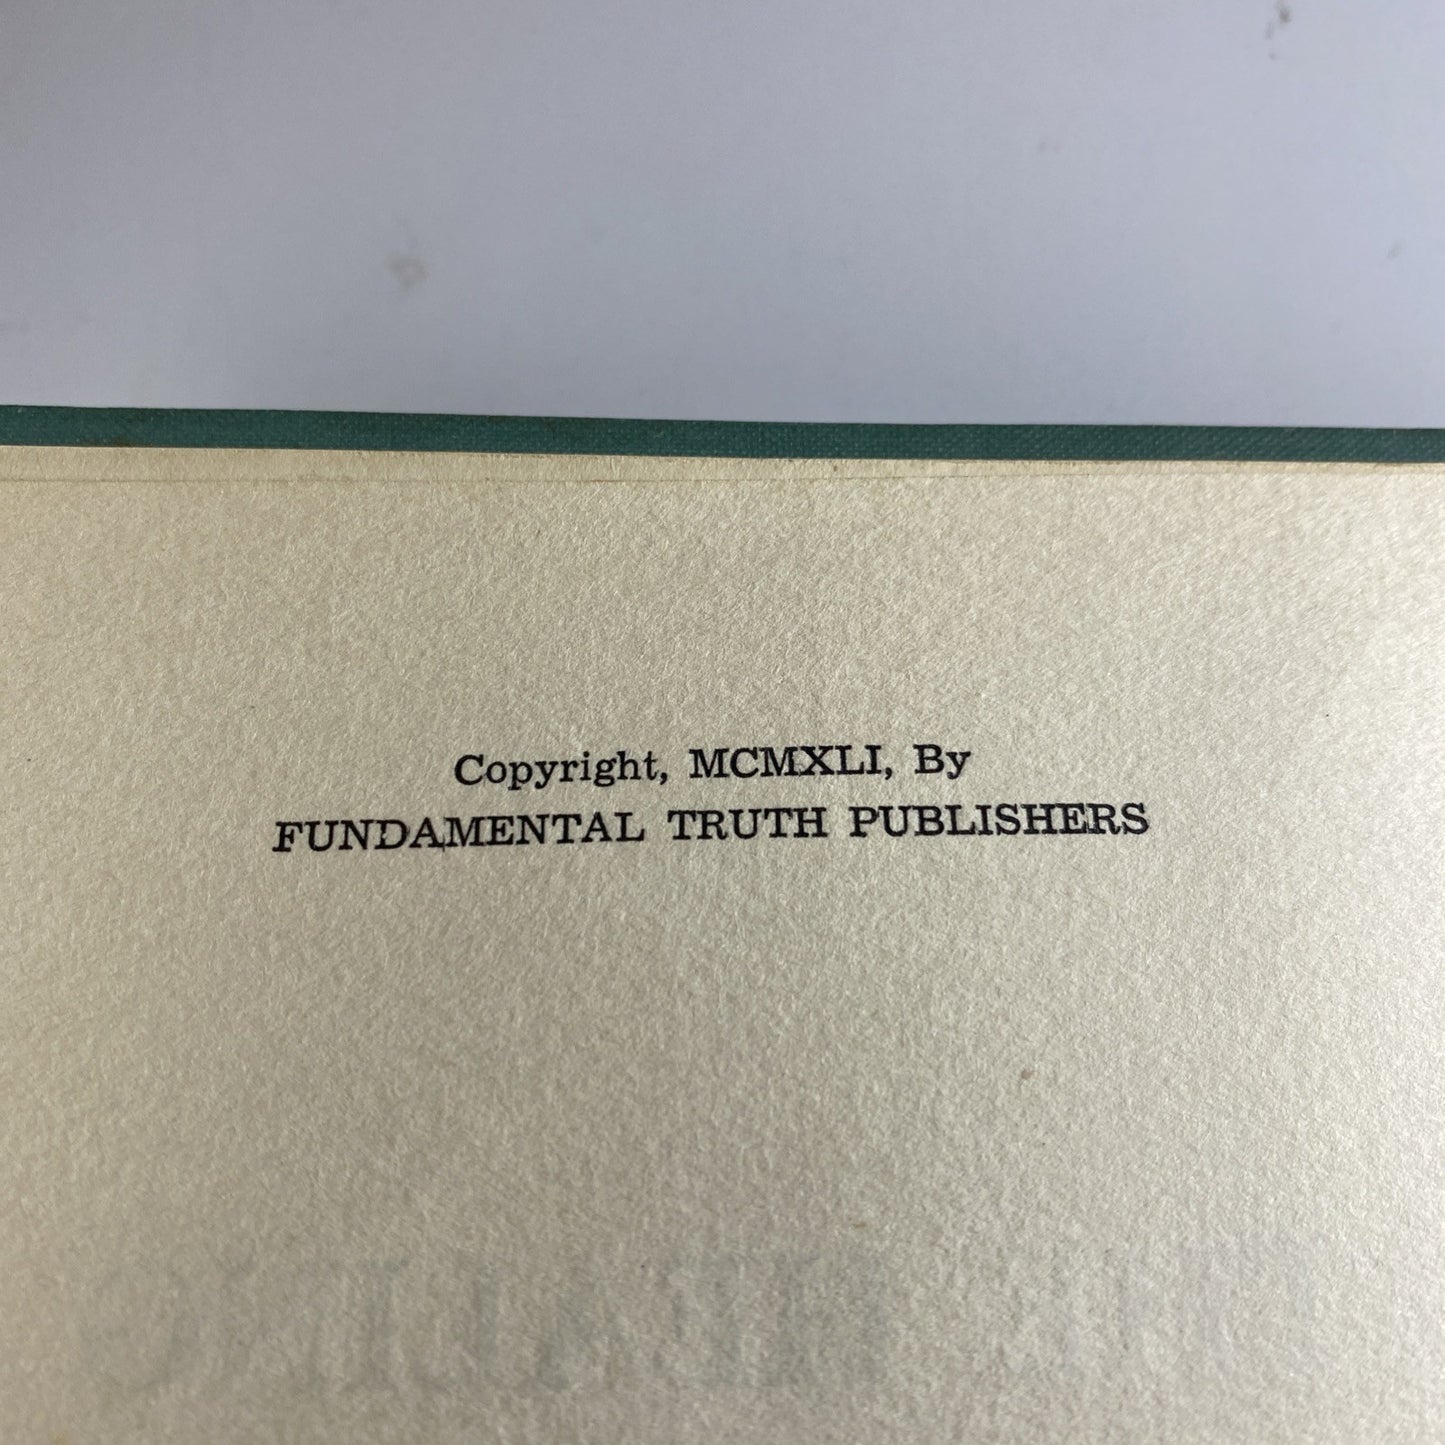 Copyright, MCMXLI, By
FUNDAMENTAL TRUTH PUBLISHERS